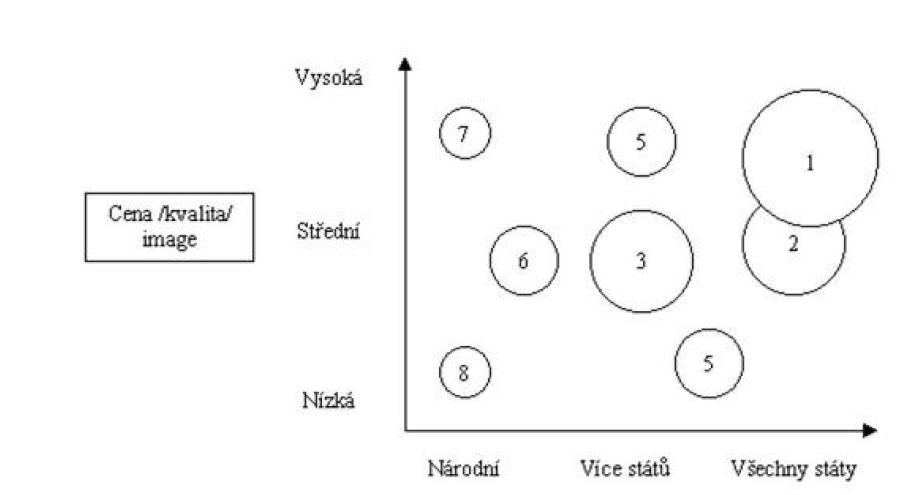 Vysoká
7
5
1
Cena /kvalita/
image
Střední
2
6
3
5
8
Nízká
Národní
Více států
Všechny státy